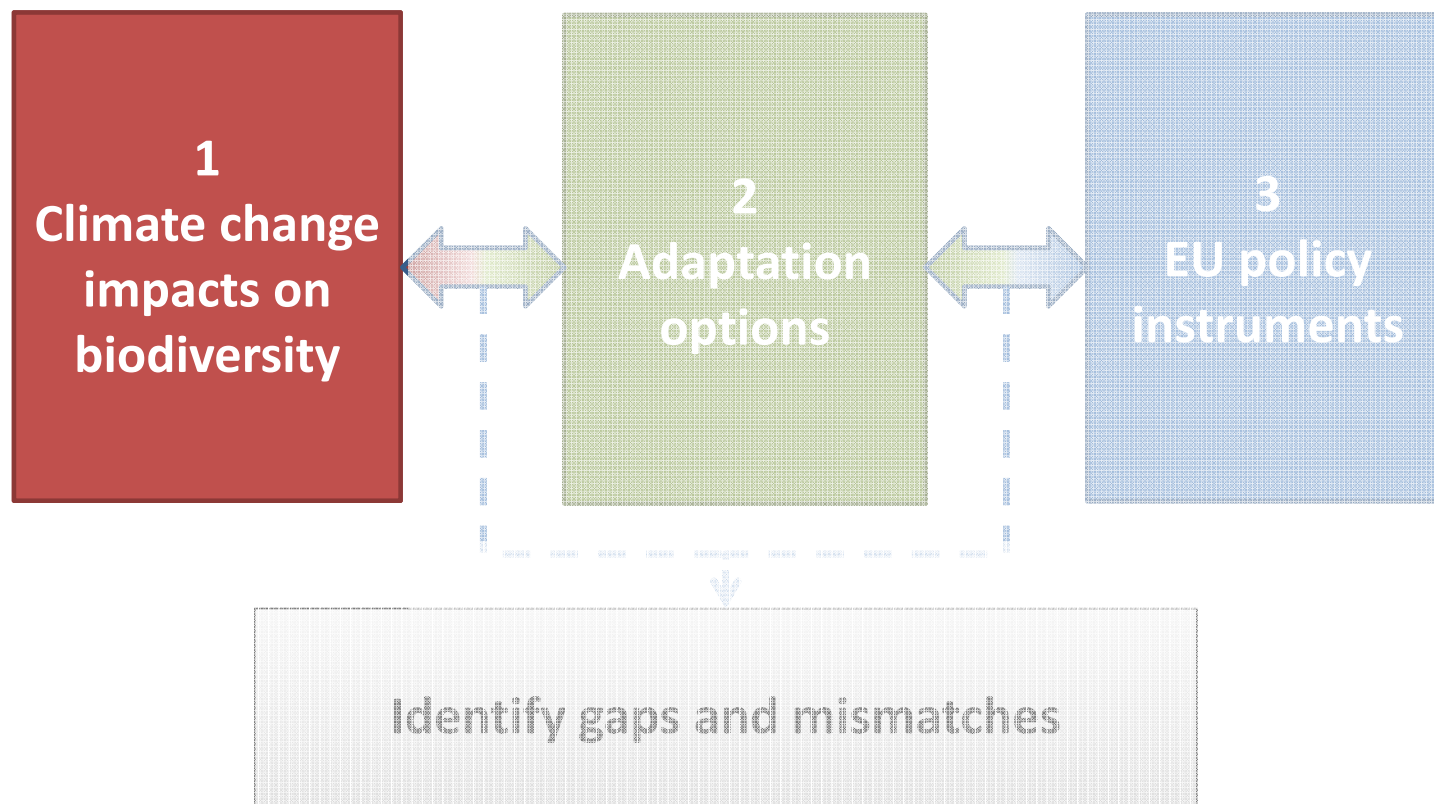 1
Climate change
impacts on
biodiversity
2
Adaptation
options
3
EU policy
instruments
Identify gaps and mismatches